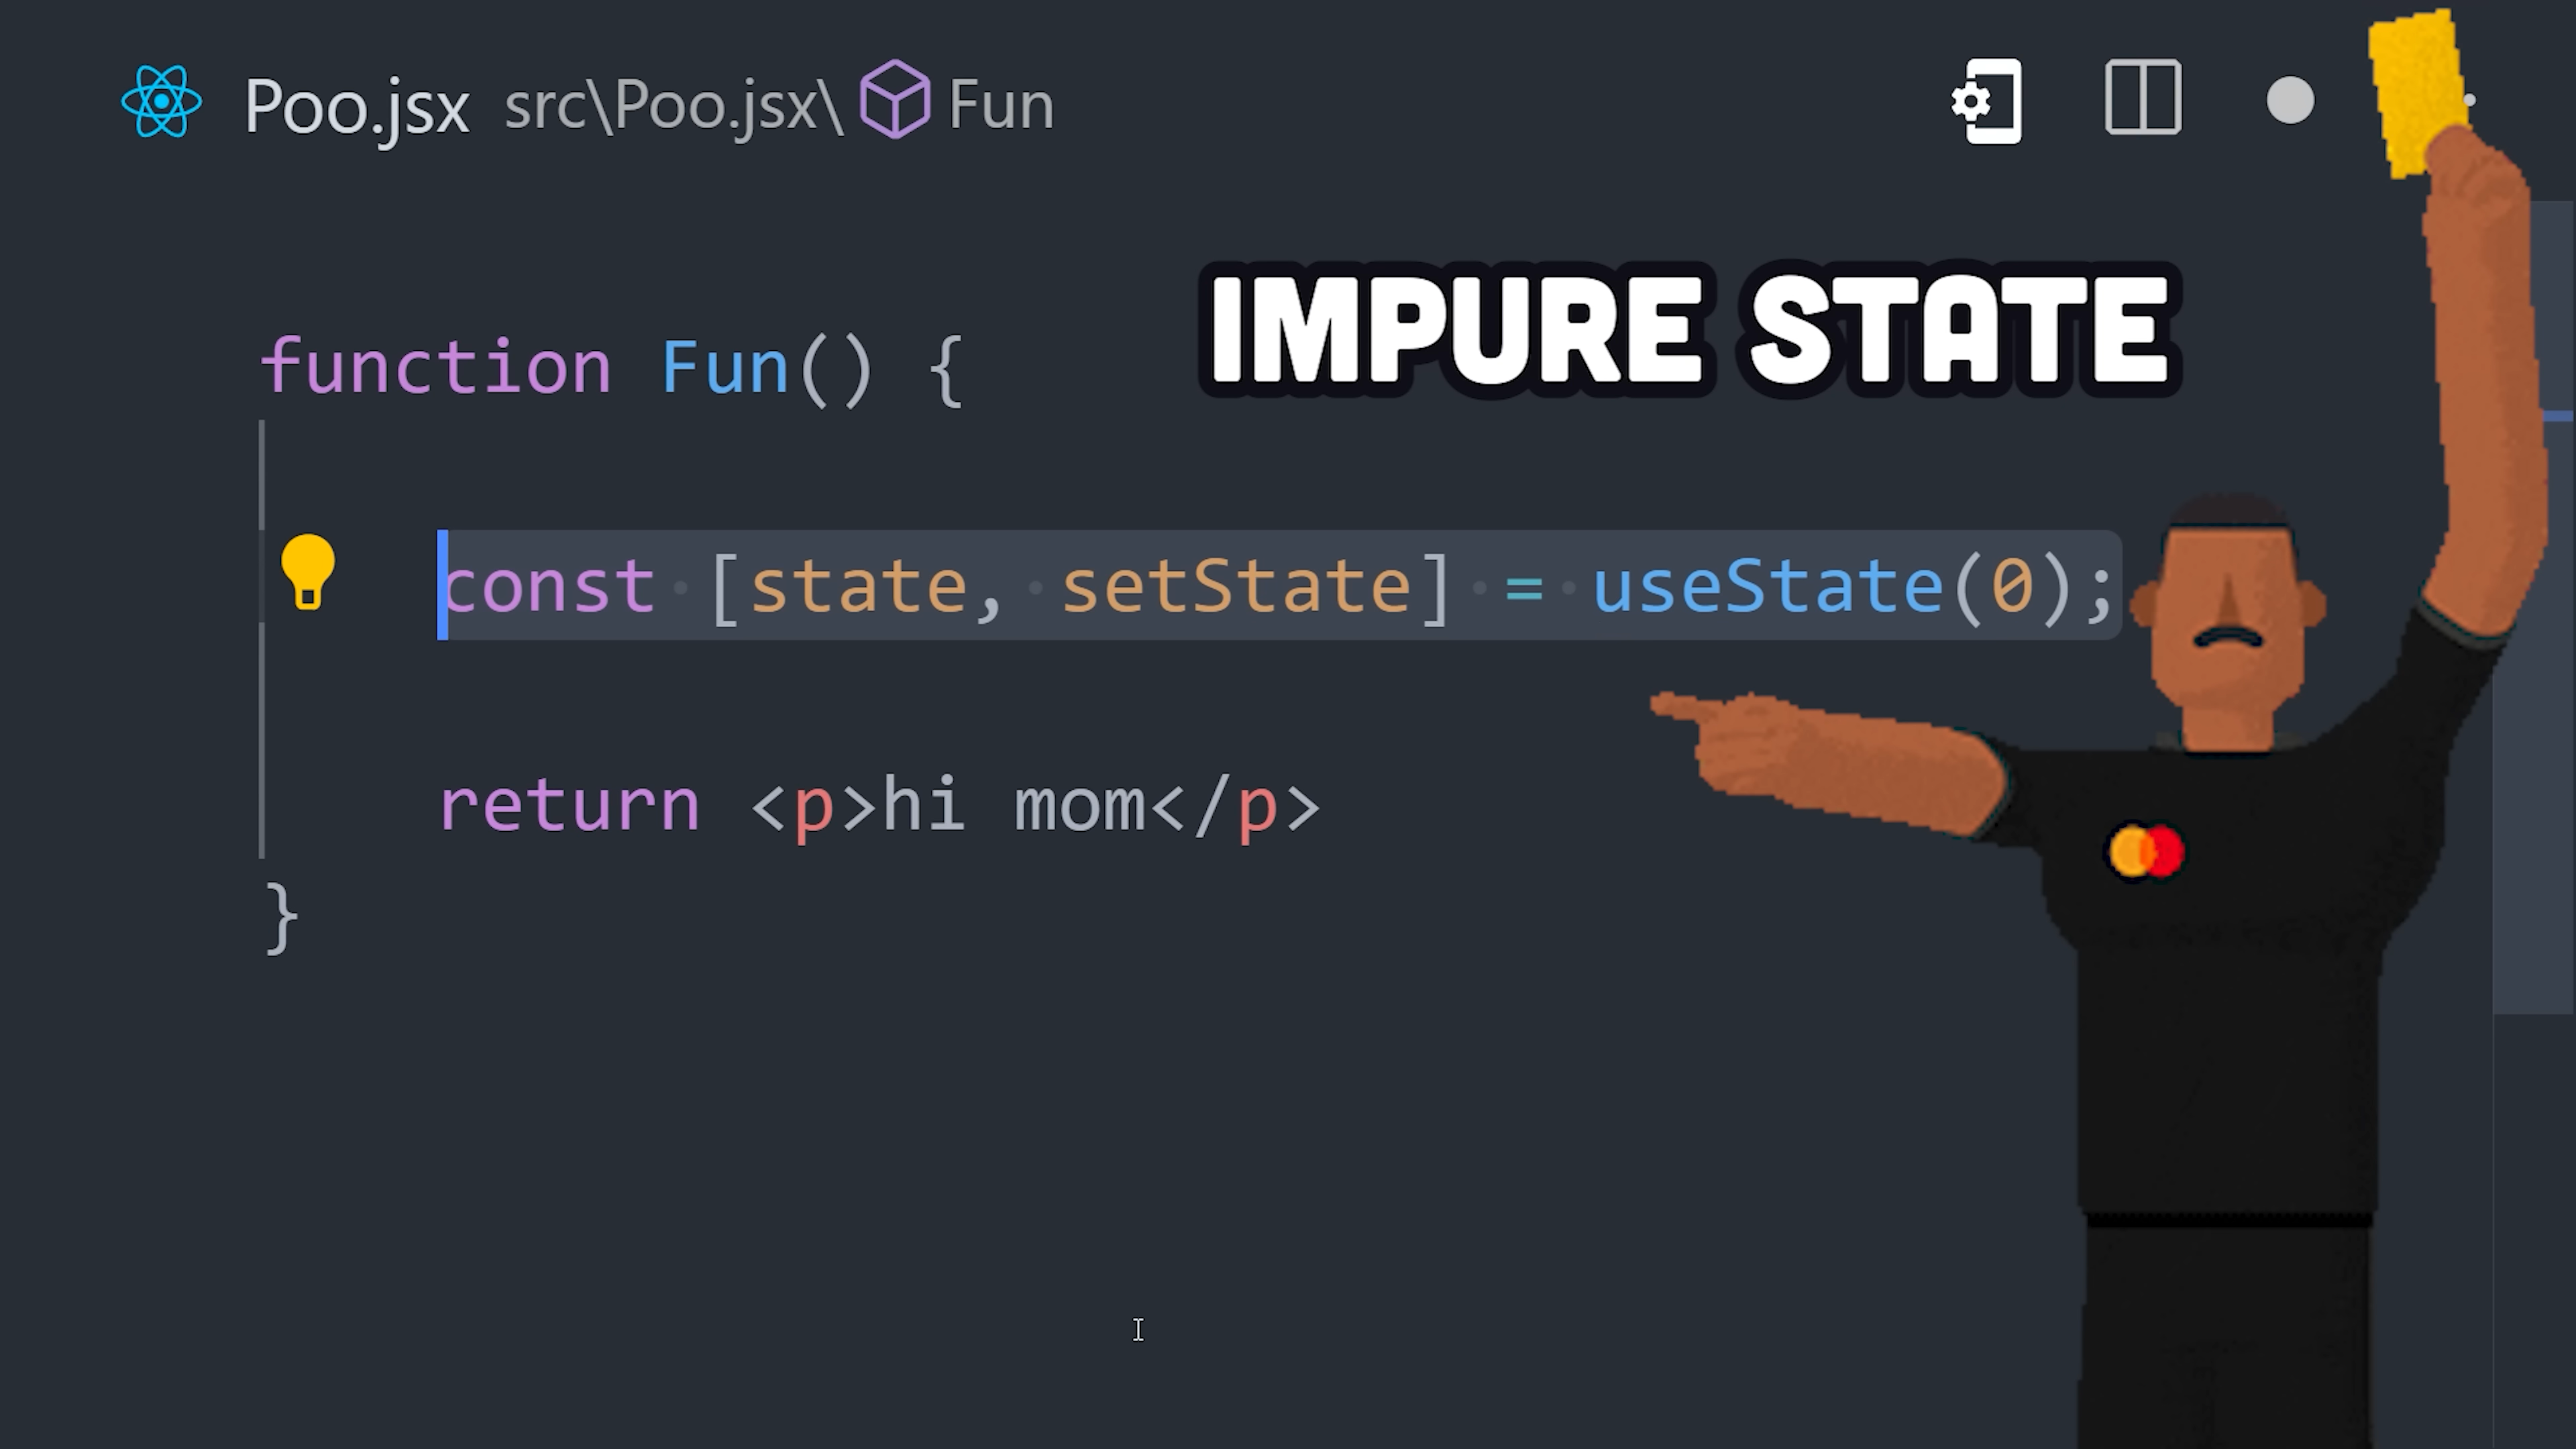 Poo.jsx src\Poo.jsx\ Fun
IMPURE STATE
function Fun() {
const [state, setState] = useState(0);
return <p>hi mom</p>
}